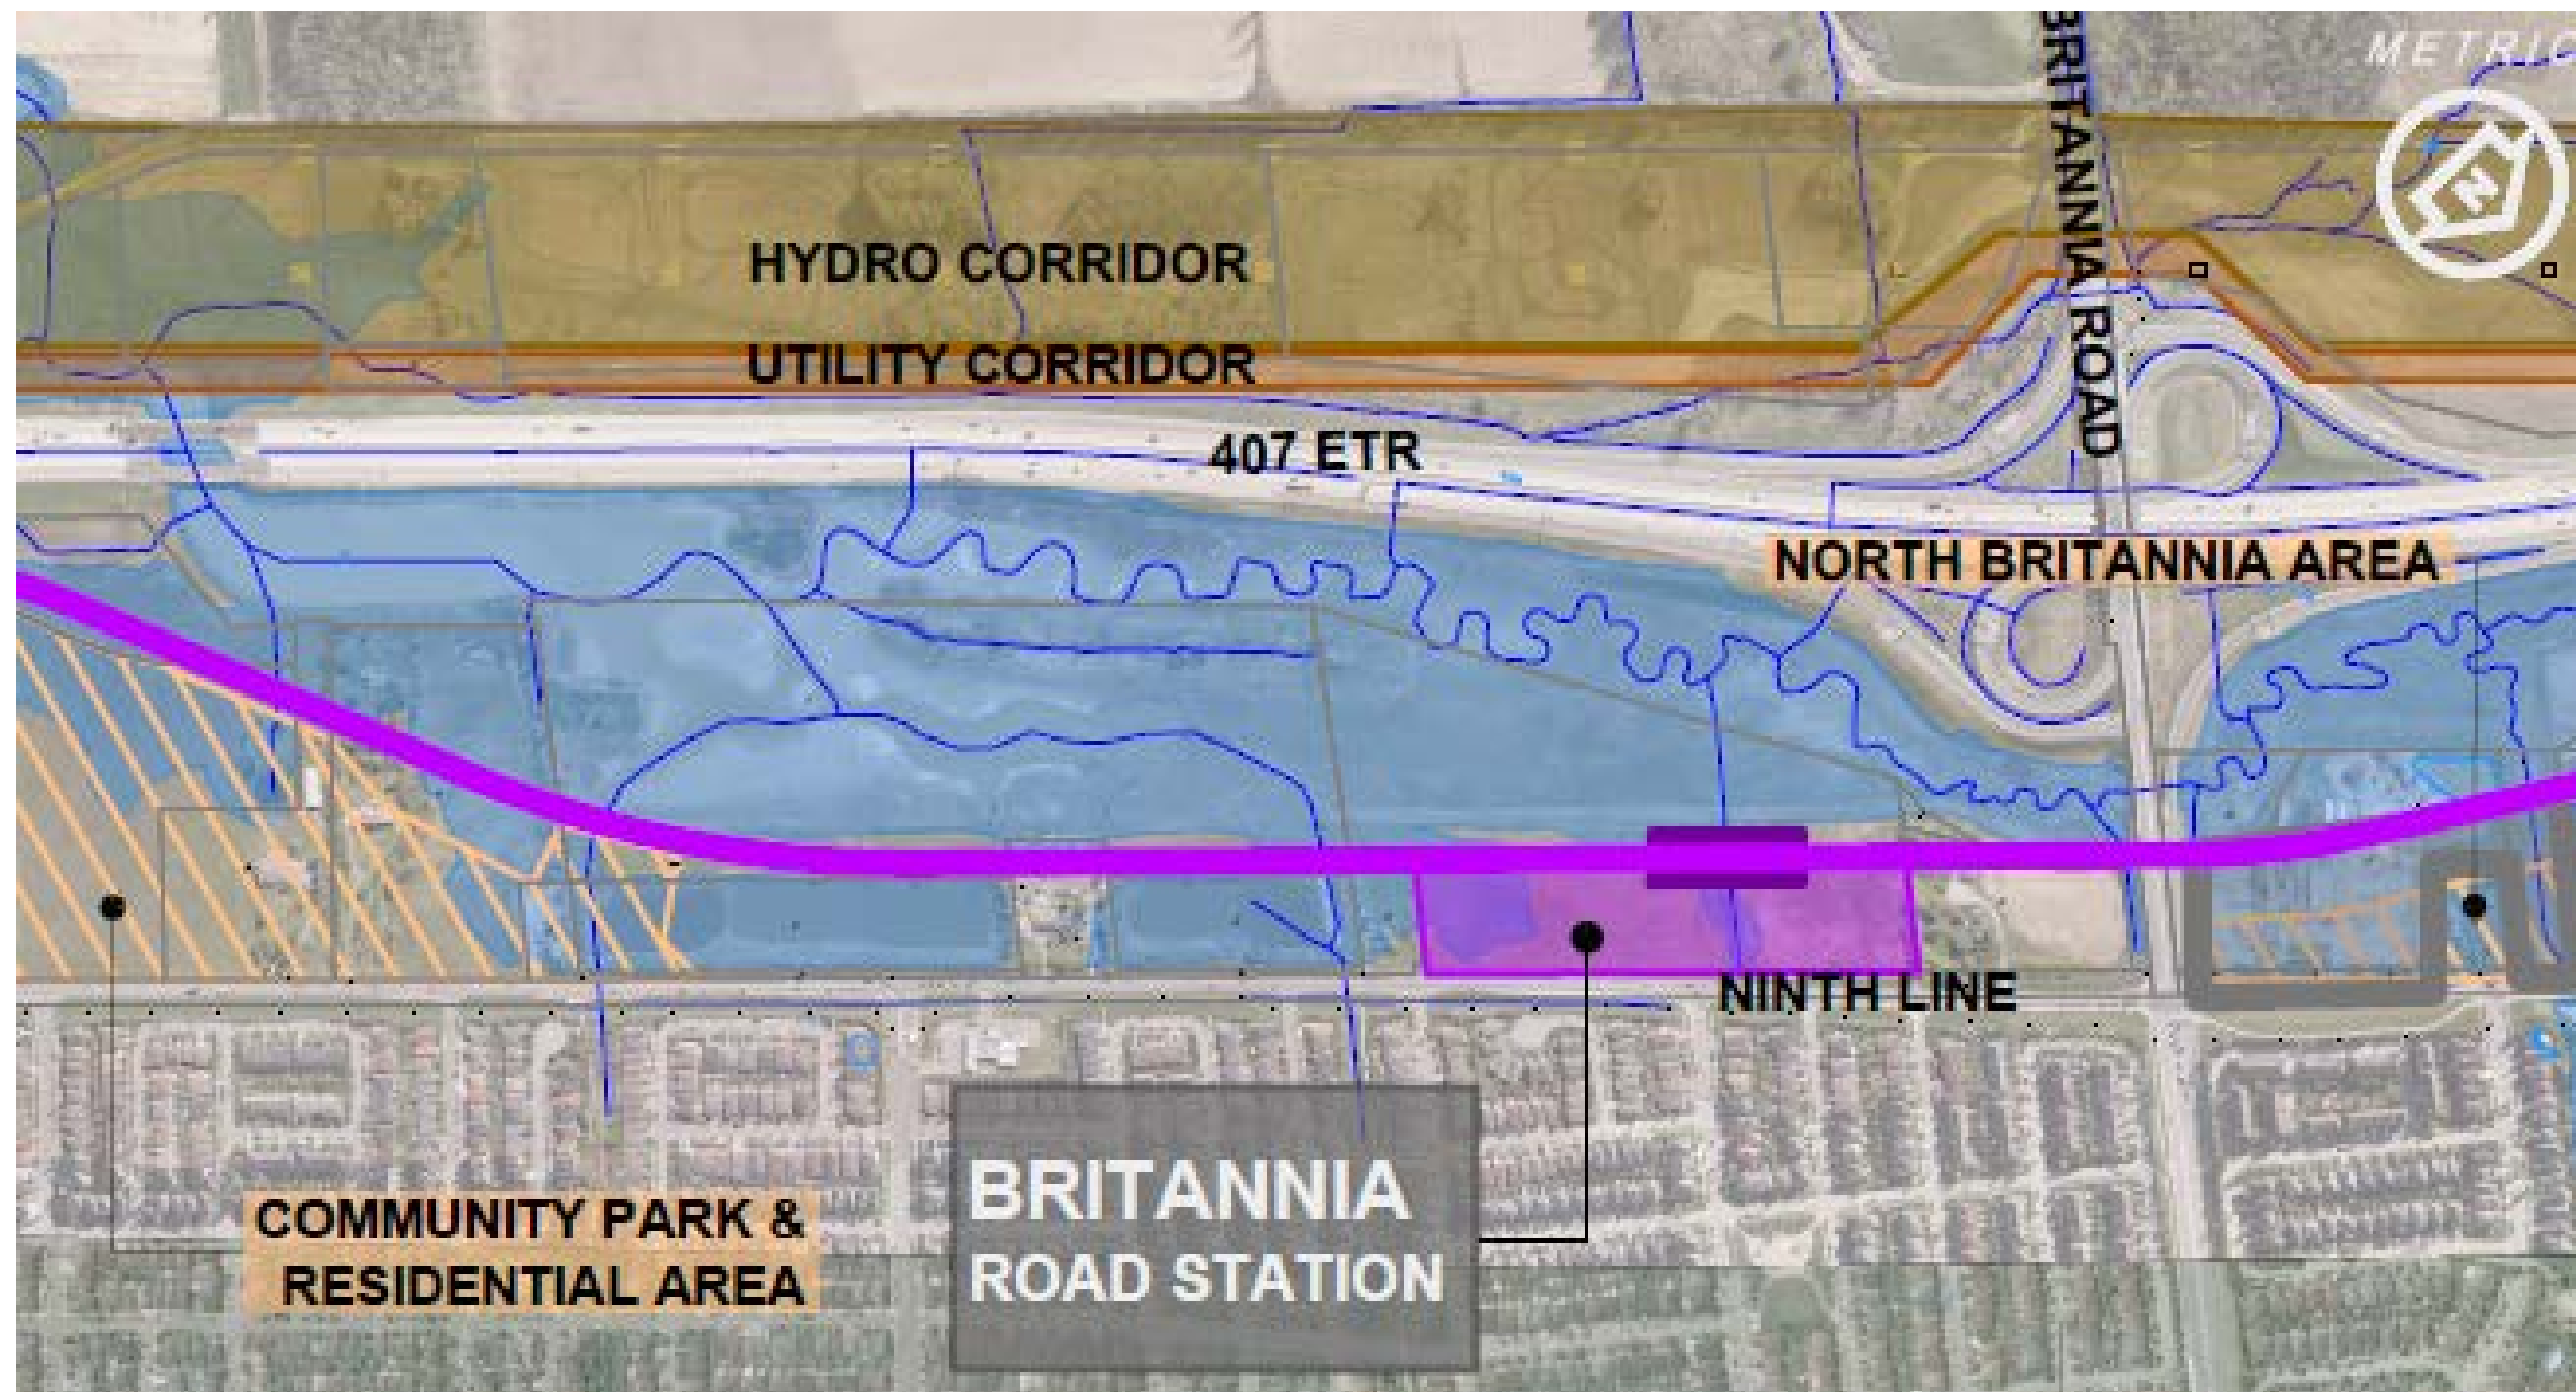 BRITANNIA ROAD
METRIC
N
HYDRO CORRIDOR
UTILITY CORRIDOR
407 ETR
NORTH BRITANNIA AREA
NINTH LINE
BRITANNIA
ROAD STATION
COMMUNITY PARK &
RESIDENTIAL AREA